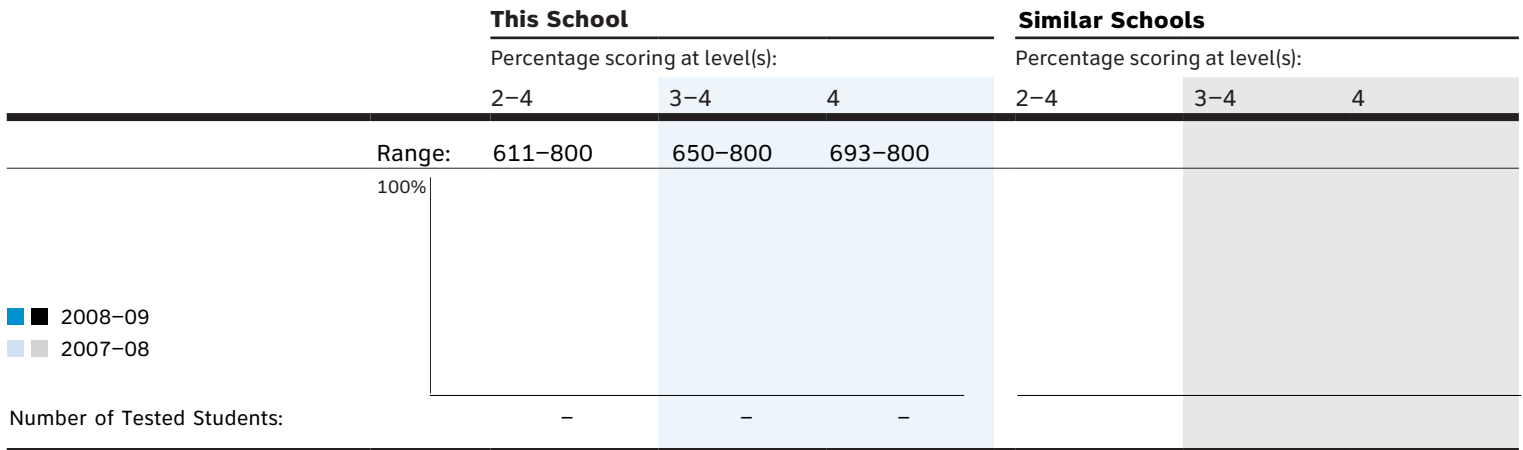 This School Similar Schools
Percentage scoring at level(s): Percentage scoring at level(s):
2–4 3–4 4 2–4 3–4 4
Range: 611–800 650–800 693–800
100%
2008–09
2007–08
Number of Tested Students: – – –